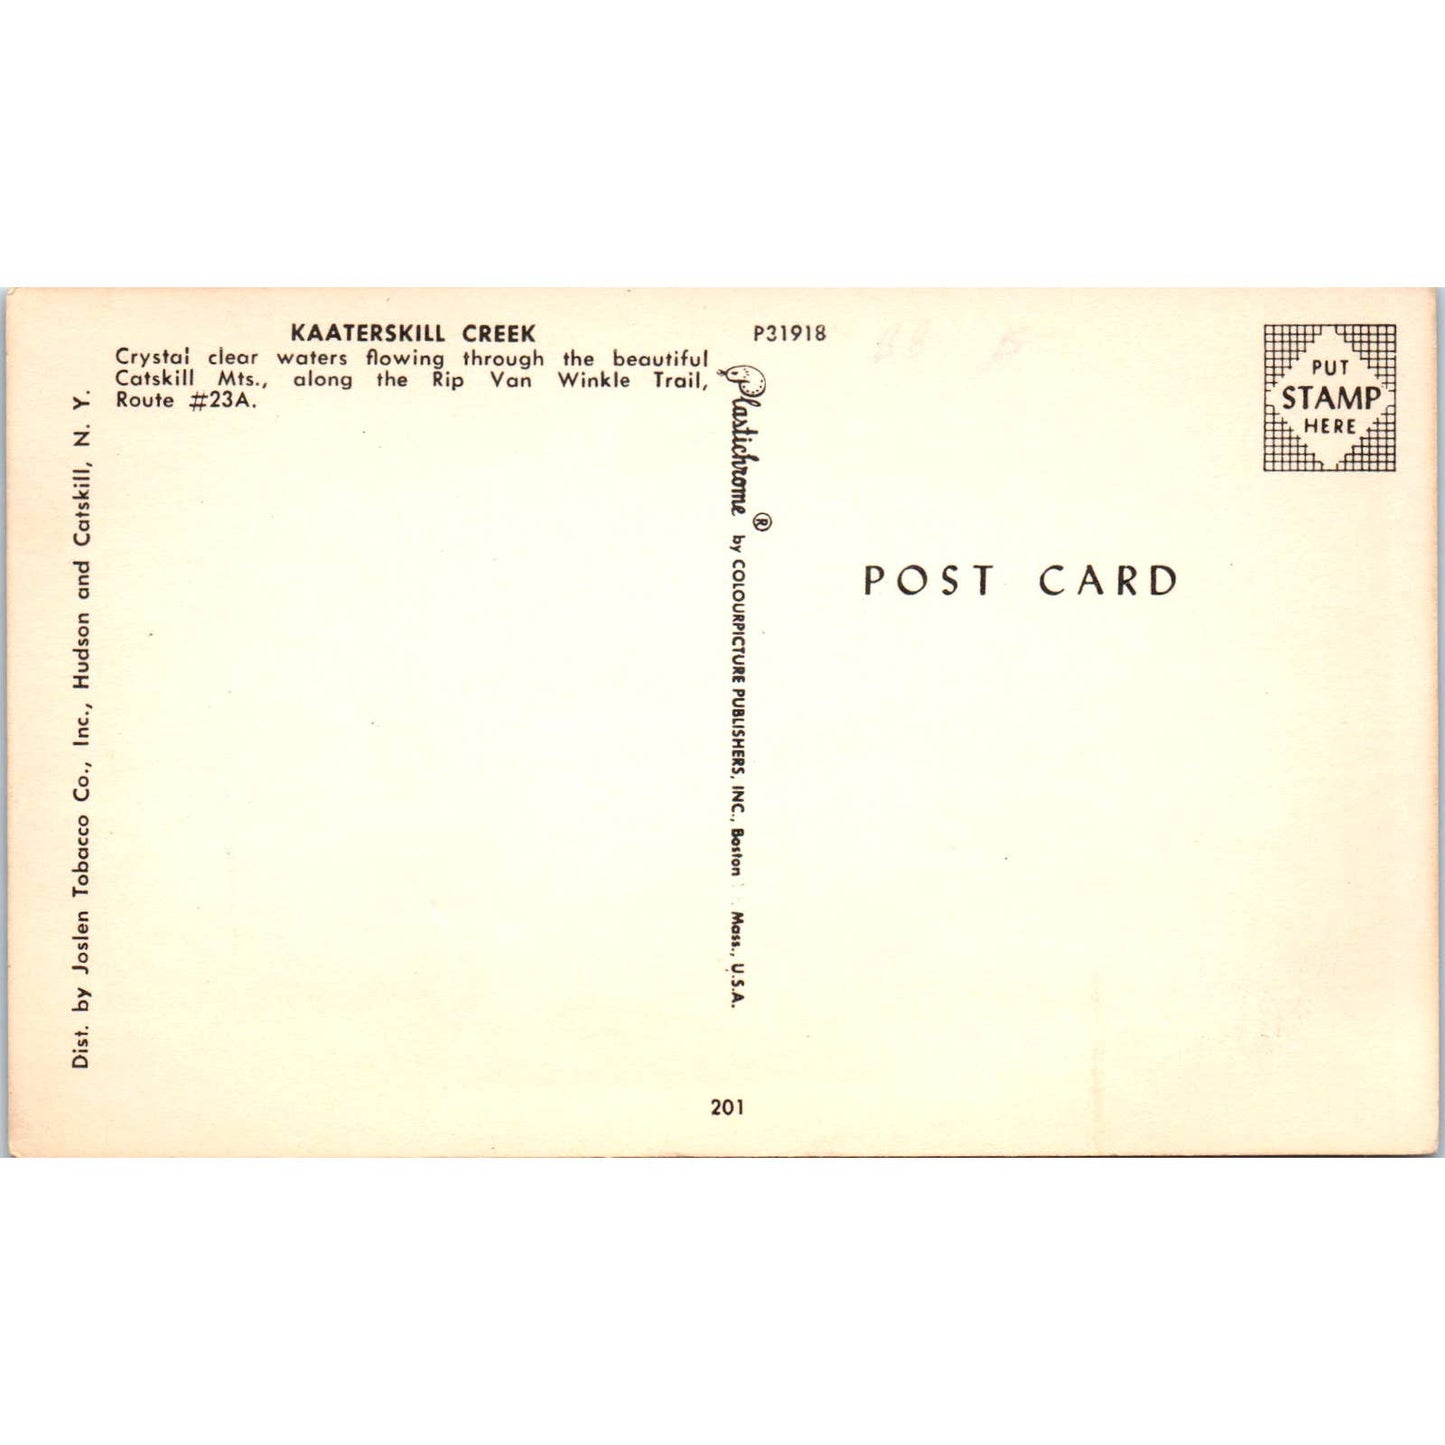 KAATERSKILL CREEK
Crystal clear waters flowing through the beautiful
Catskill Mts., along the Rip Van Winkle Trail,
Route #23A.
Dist. by Joslen Tobacco Co., Inc., Hudson and Catskill, N. Y.
P31918
Plastichrome ® by COLOURPICTURE PUBLISHERS, INC., Boston Mass., U.S.A.
PUT
STAMP
HERE
POST CARD
201